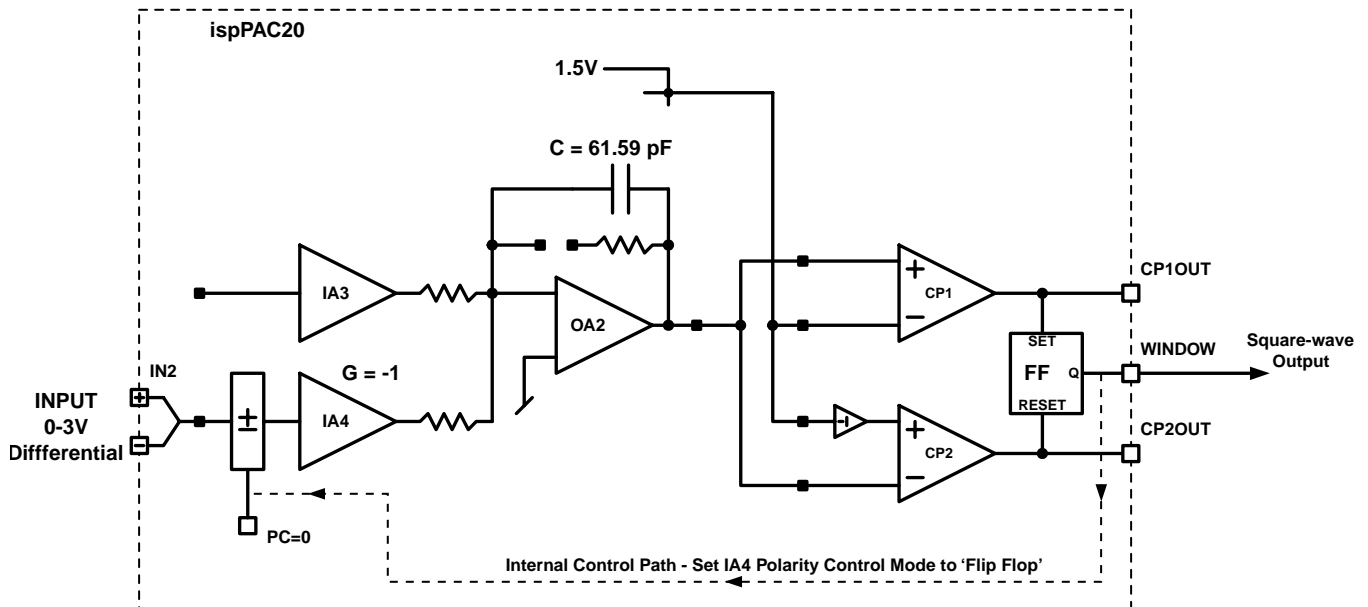 ispPAC20
1.5V
C = 61.59 pF
IA3
OA2
CP1
CP1OUT
SET
FF
Q
RESET
WINDOW
Square-wave
Output
IN2
INPUT
0-3V
Diffferential
+
−
±
G = -1
IA4
-1
+
−
+
−
CP2
CP2OUT
PC=0
Internal Control Path - Set IA4 Polarity Control Mode to ‘Flip Flop’